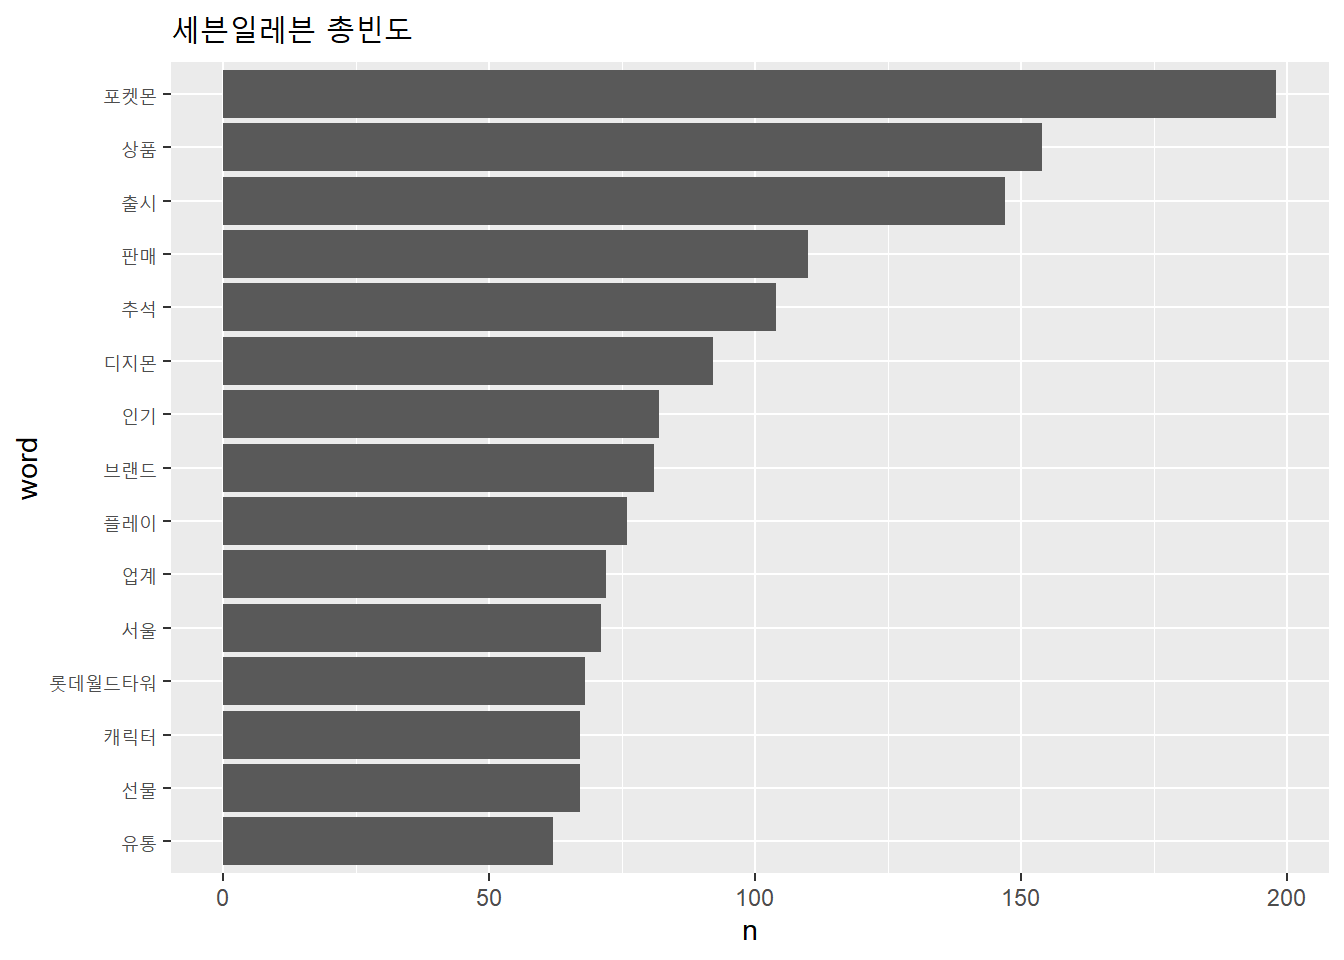 세븐일레븐 총빈도
포켓몬
상품
출시
판매
추석
디지몬
인기
브랜드
플레이
업계
서울
롯데월드타워
캐릭터
선물
유통
word
0 50 100 150 200
n